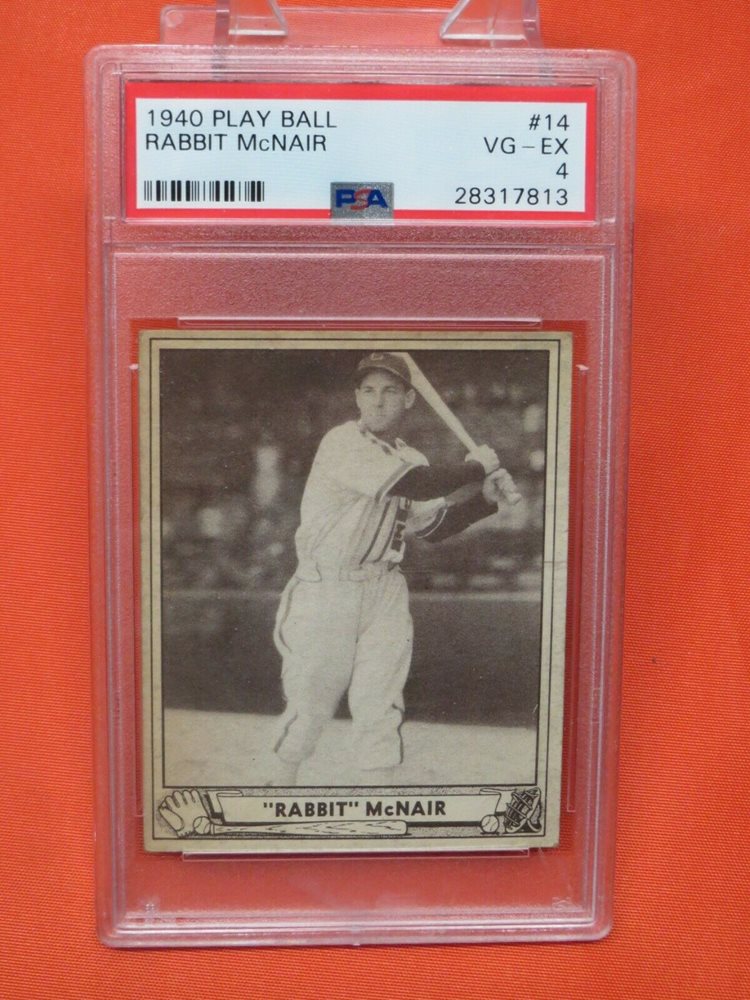 1940 PLAY BALL #14
RABBIT McNAIR VG-EX
4
PSA 28317813
"RABBIT" McNAIR